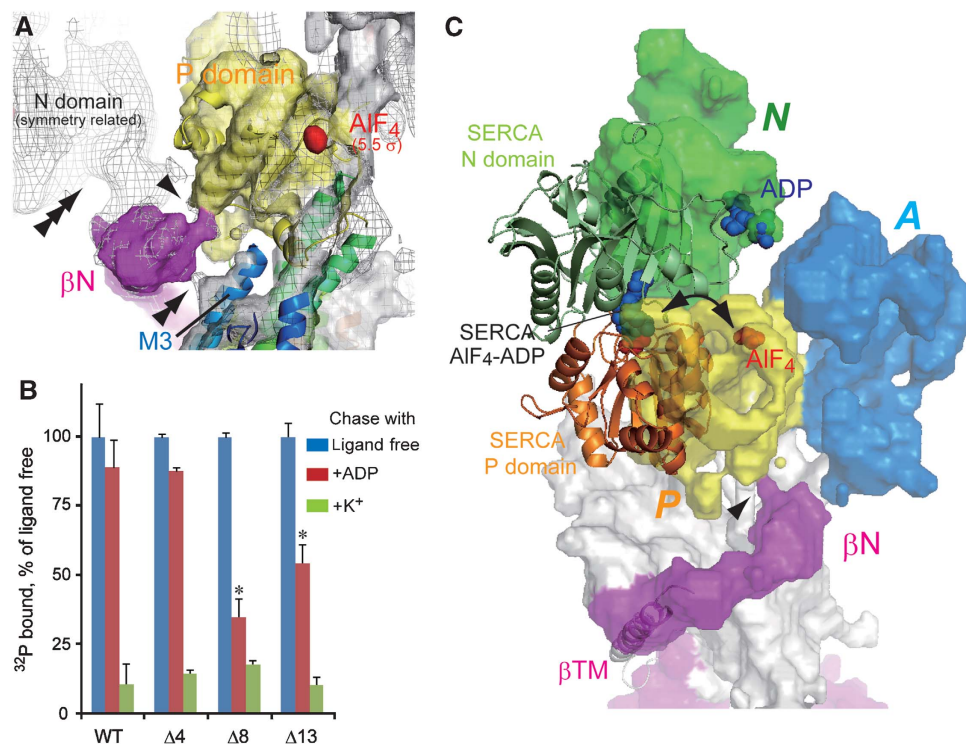 A
P domain
N domain
(symmetry related)
AlF4
(5.5 σ)
βN
M3
B
Chase with
Ligand free
+ADP
+K+
32P bound, % of ligand free
100
75
50
25
0
*
*
WT
Δ4
Δ8
Δ13
C
N
SERCA
N domain
ADP
A
SERCA
AlF4-ADP
AlF4
SERCA
P domain
P
βN
βTM